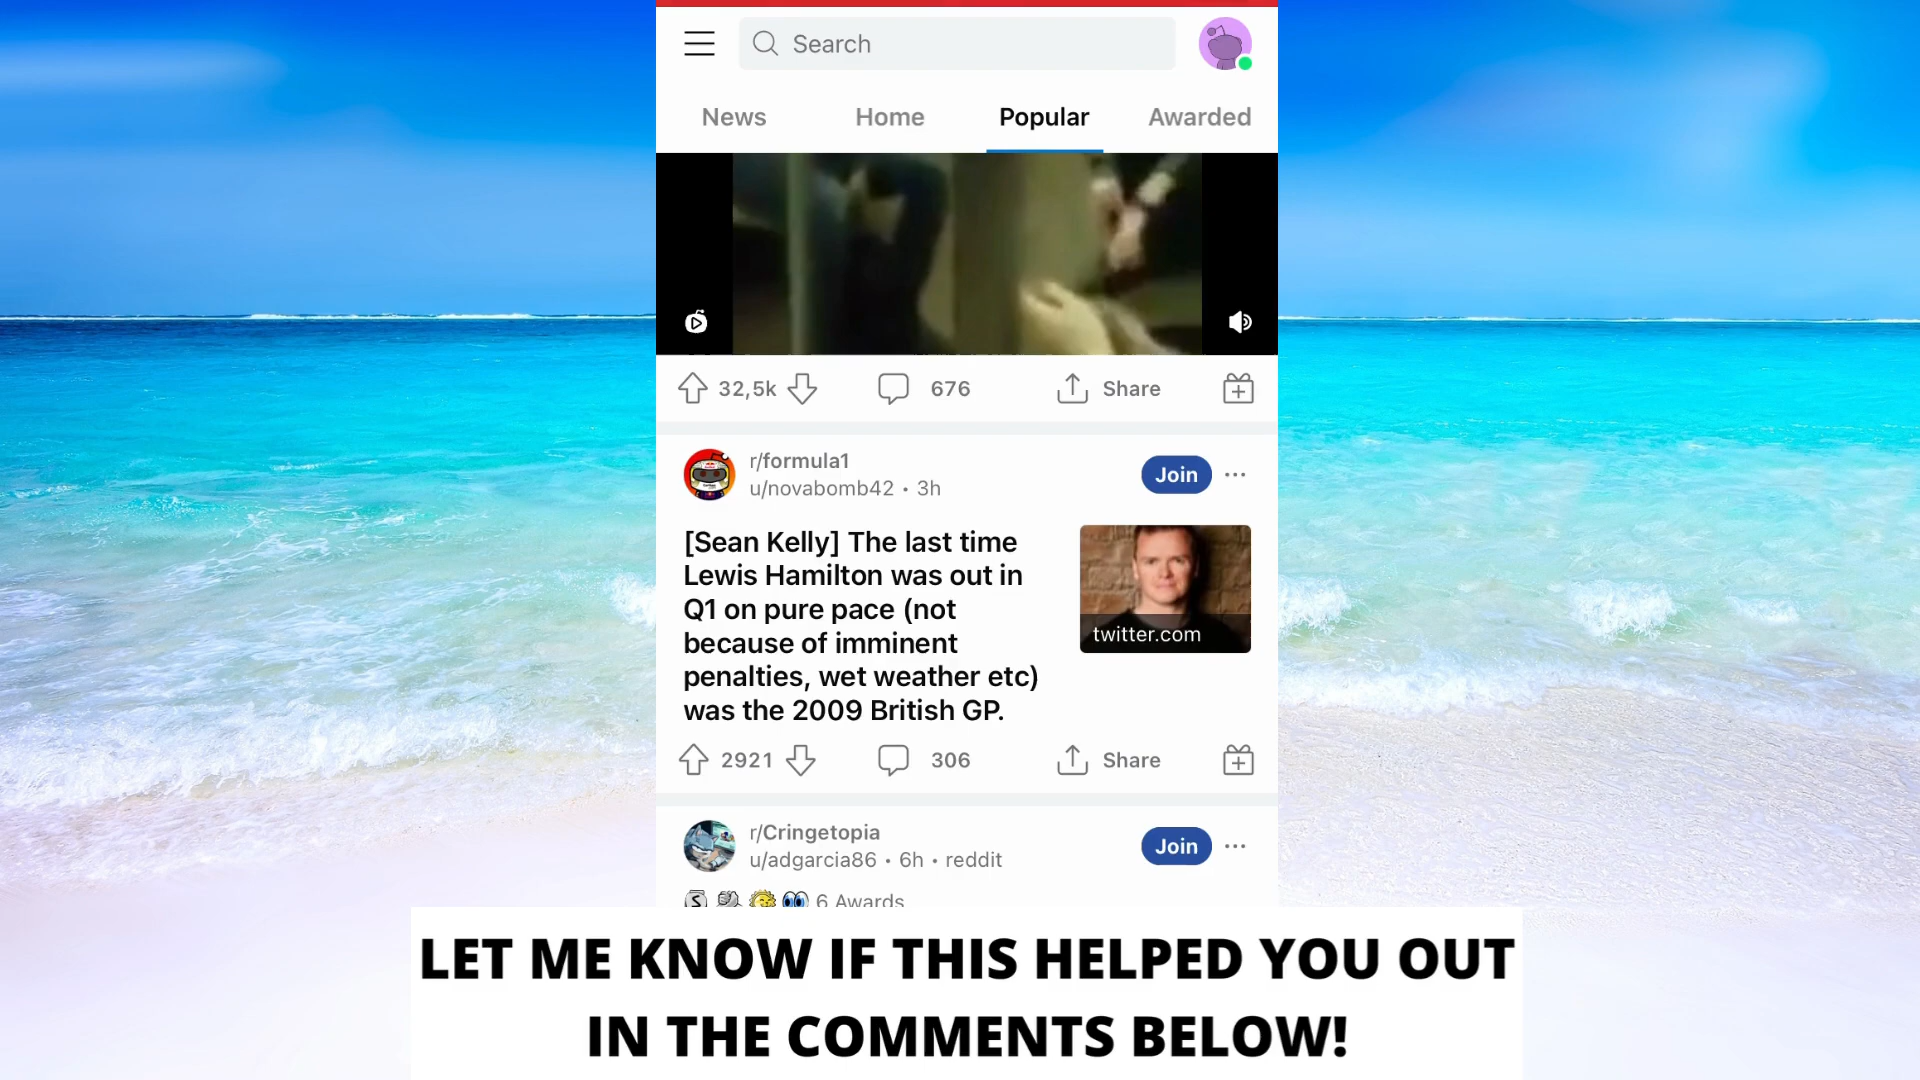 Search
News Home Popular Awarded
32,5k 676 Share
r/formula1
u/novabomb42 • 3h
Join
[Sean Kelly] The last time
Lewis Hamilton was out in
Q1 on pure pace (not
because of imminent
penalties, wet weather etc)
was the 2009 British GP.
twitter.com
2921 306 Share
r/Cringetopia
u/adgarcia86 • 6h • reddit
Join
6 Awards
LET ME KNOW IF THIS HELPED YOU OUT
IN THE COMMENTS BELOW!